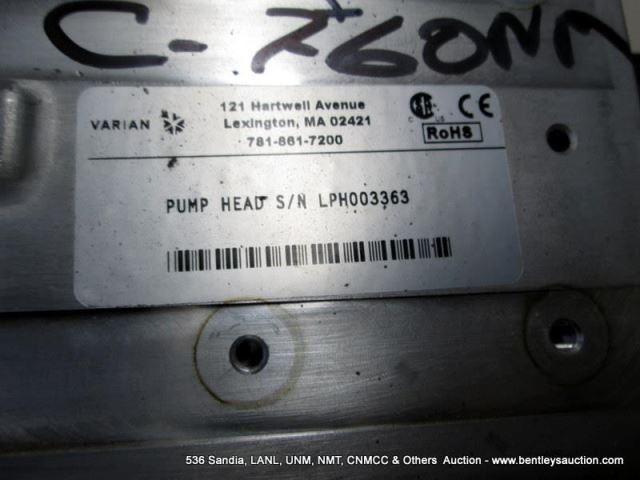 C-760NM
VARIAN
121 Hartwell Avenue
Lexington, MA 02421
781-861-7200
C US
CE
RoHS
PUMP HEAD S/N LPH003363
536 Sandia, LANL, UNM, NMT, CNMCC & Others Auction - www.bentleysauction.com